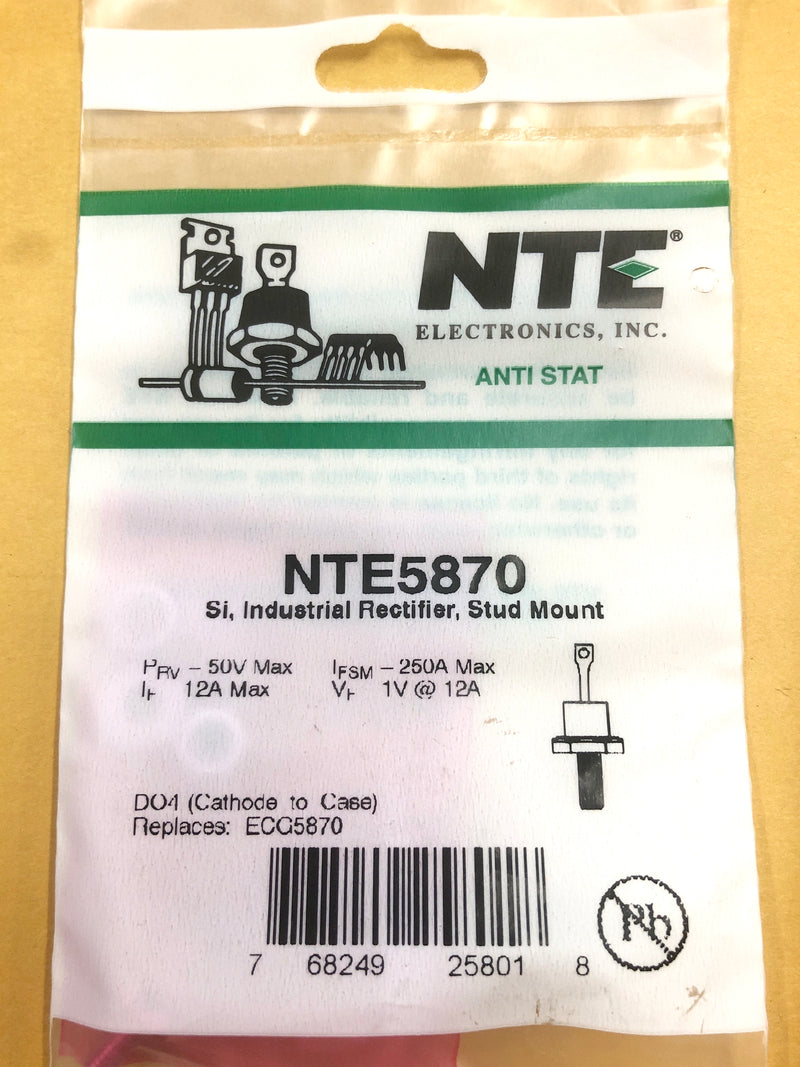 NTE®
ELECTRONICS, INC.
ANTI STAT
NTE5870
Si, Industrial Rectifier, Stud Mount
PRV – 50V Max IFSM – 250A Max
IF 12A Max VF 1V @ 12A
DO4 (Cathode to Case)
Replaces: ECG5870
7 68249 25801 8
Pb